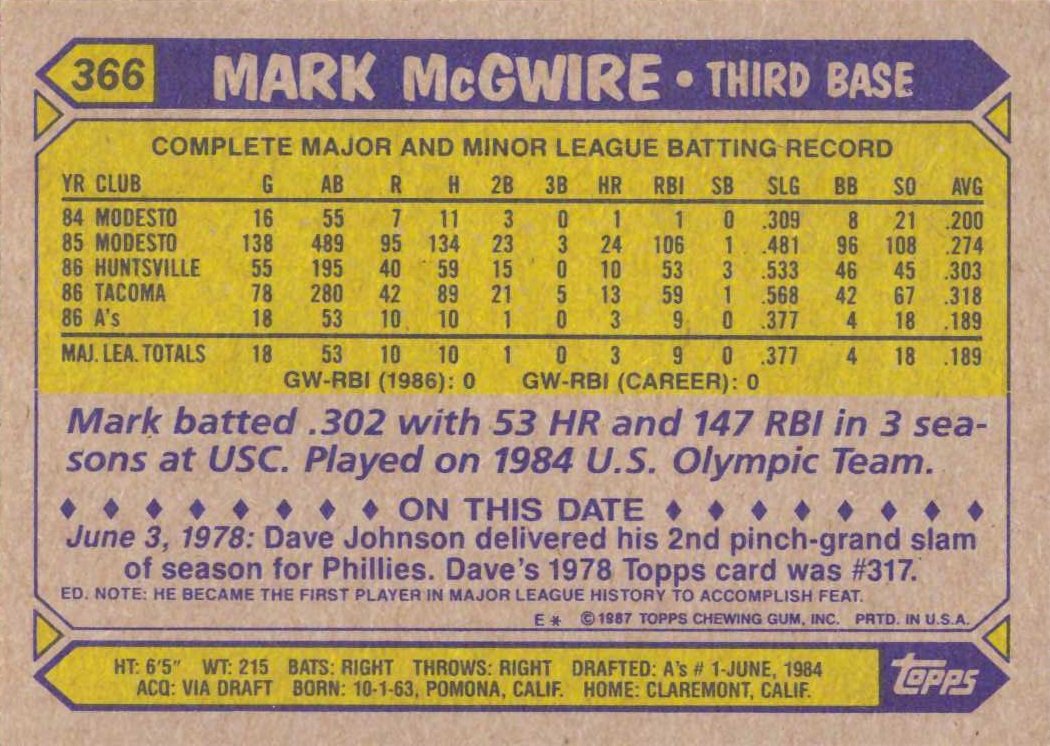 366 MARK McGWIRE • THIRD BASE
COMPLETE MAJOR AND MINOR LEAGUE BATTING RECORD
YR CLUB G AB R H 2B 3B HR RBI SB SLG BB SO AVG
84 MODESTO 16 55 7 11 3 0 1 1 0 .309 8 21 .200
85 MODESTO 138 489 95 134 23 3 24 106 1 .481 96 108 .274
86 HUNTSVILLE 55 195 40 59 15 0 10 53 3 .533 46 45 .303
86 TACOMA 78 280 42 89 21 5 13 59 1 .568 42 67 .318
86 A's 18 53 10 10 1 0 3 9 0 .377 4 18 .189
MAJ. LEA. TOTALS 18 53 10 10 1 0 3 9 0 .377 4 18 .189
GW-RBI (1986): 0 GW-RBI (CAREER): 0
Mark batted .302 with 53 HR and 147 RBI in 3 sea-
sons at USC. Played on 1984 U.S. Olympic Team.
♦ ♦ ♦ ♦ ♦ ♦ ♦ ♦ ON THIS DATE ♦ ♦ ♦ ♦ ♦ ♦ ♦ ♦
June 3, 1978: Dave Johnson delivered his 2nd pinch-grand slam
of season for Phillies. Dave's 1978 Topps card was #317.
ED. NOTE: HE BECAME THE FIRST PLAYER IN MAJOR LEAGUE HISTORY TO ACCOMPLISH FEAT.
E * © 1987 TOPPS CHEWING GUM, INC. PRTD. IN U.S.A.
HT: 6'5" WT: 215 BATS: RIGHT THROWS: RIGHT DRAFTED: A's # 1-JUNE, 1984
ACQ: VIA DRAFT BORN: 10-1-63, POMONA, CALIF. HOME: CLAREMONT, CALIF.
Topps